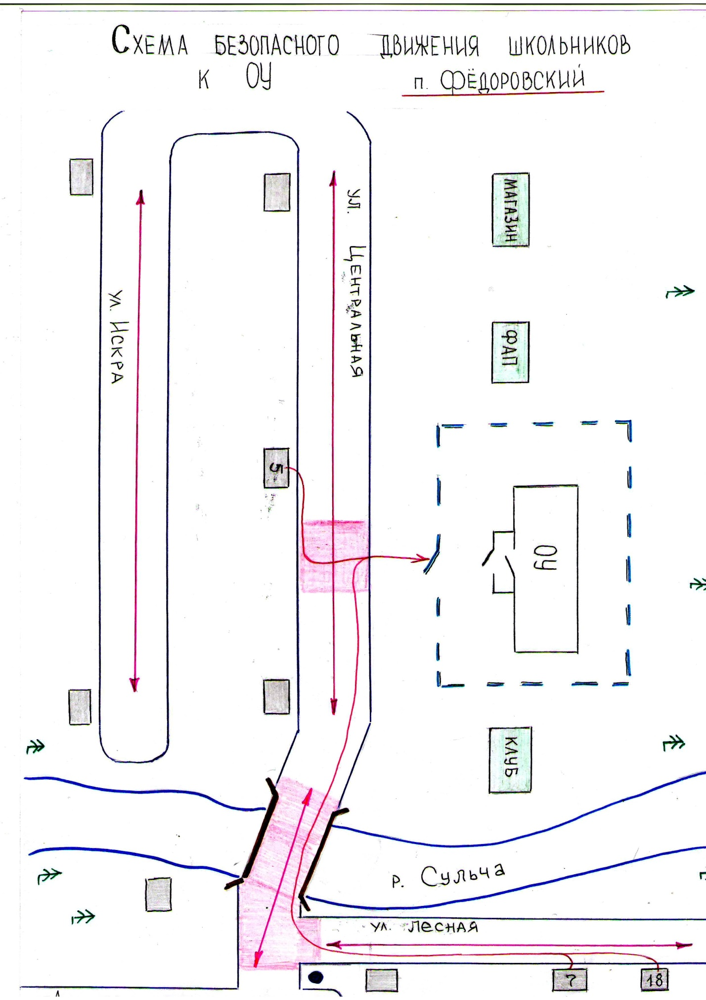 Схема безопасного движения школьников
к ОУ п. Фёдоровский
ул. Центральная
МАГАЗИН
ул. Искра
ФАП
5
ОУ
КЛУБ
р. Сульча
ул. Лесная
7
18